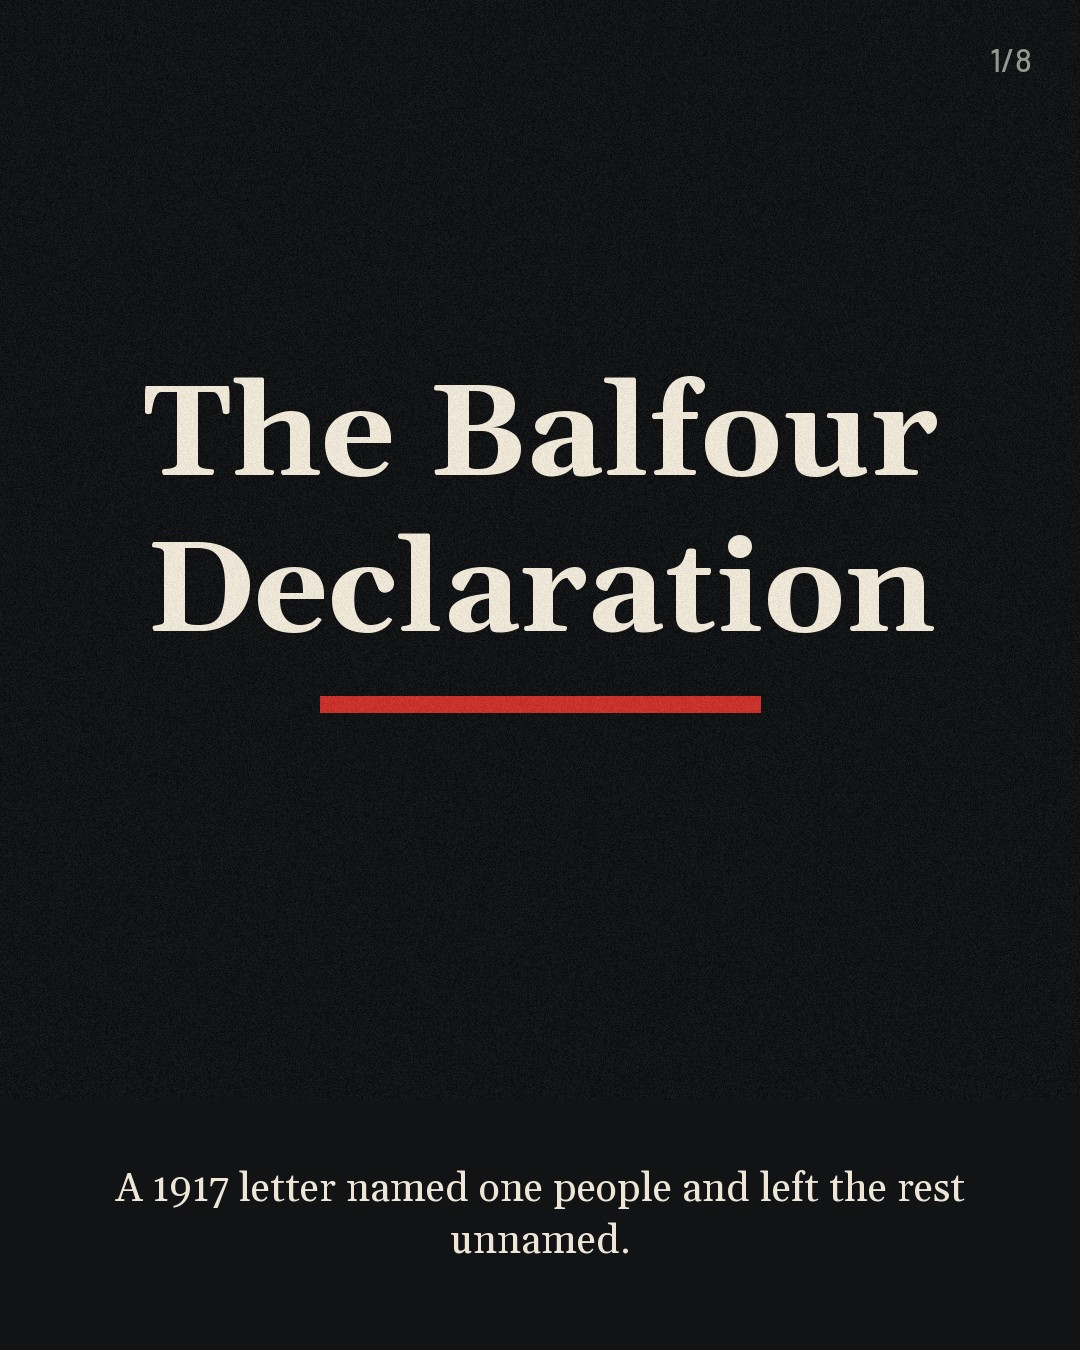 1/8
The Balfour
Declaration
A 1917 letter named one people and left the rest
unnamed.